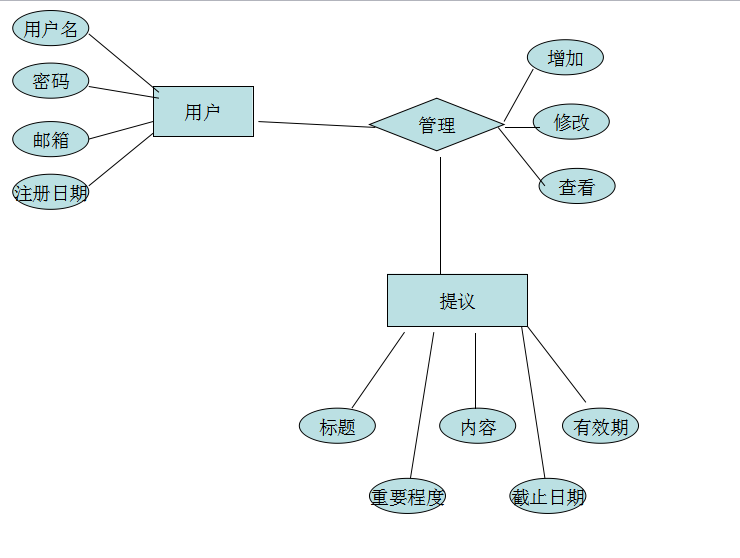 用户名
密码
邮箱
注册日期
用户
管理
增加
修改
查看
提议
标题
重要程度
内容
截止日期
有效期